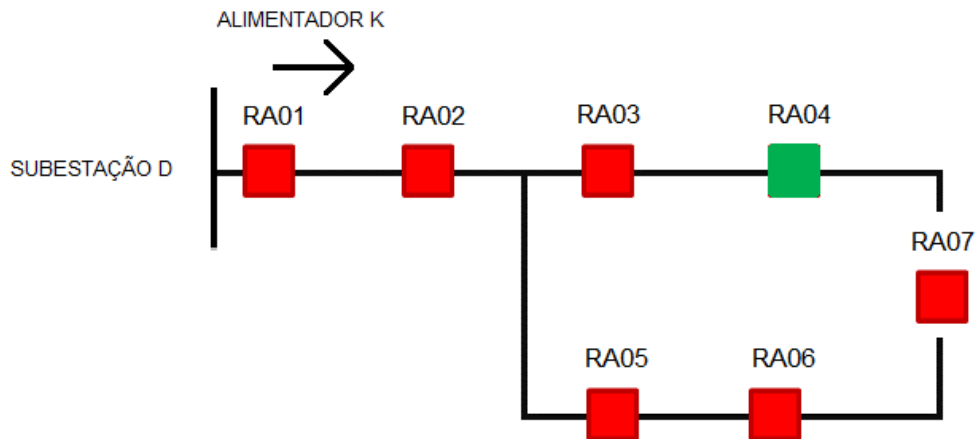 ALIMENTADOR K
RA01
RA02
RA03
RA04
SUBESTAÇÃO D
RA07
RA05
RA06